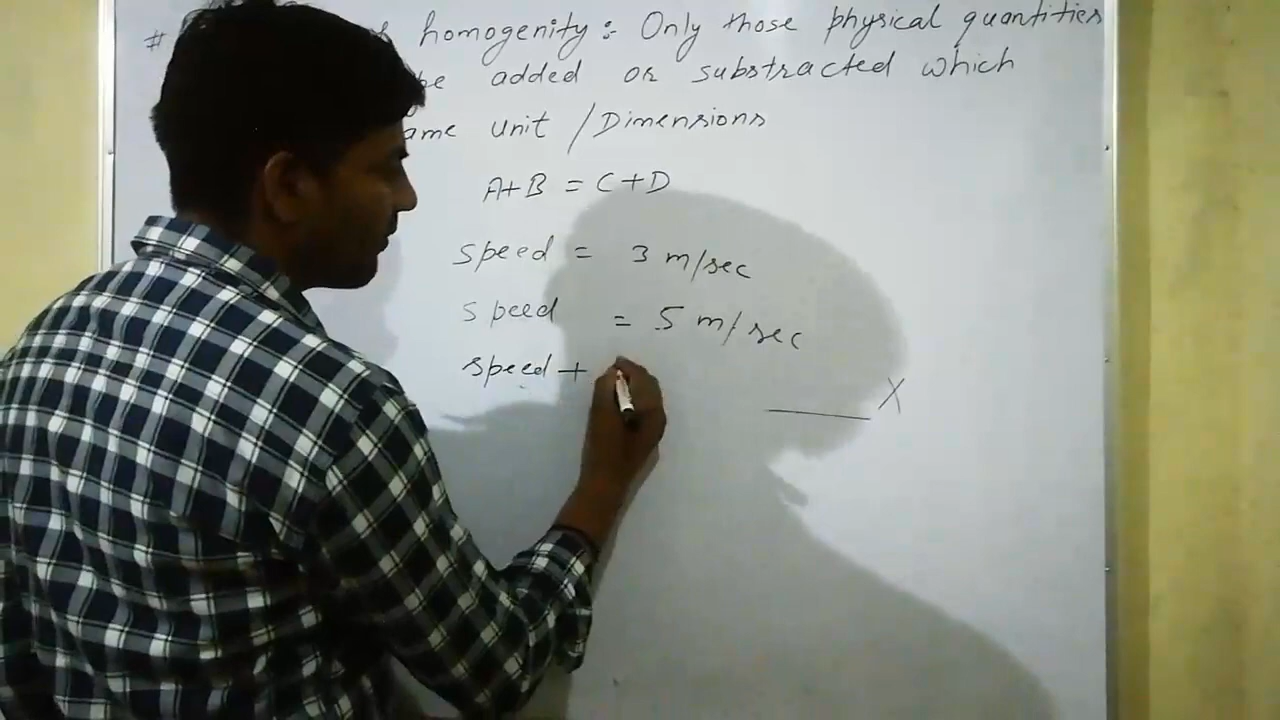 # homogenity : Only those physical quantities
be added or substracted which
ame unit / Dimensions
A+B = C+D
speed = 3 m/sec
speed = 5 m/sec
speed +
X